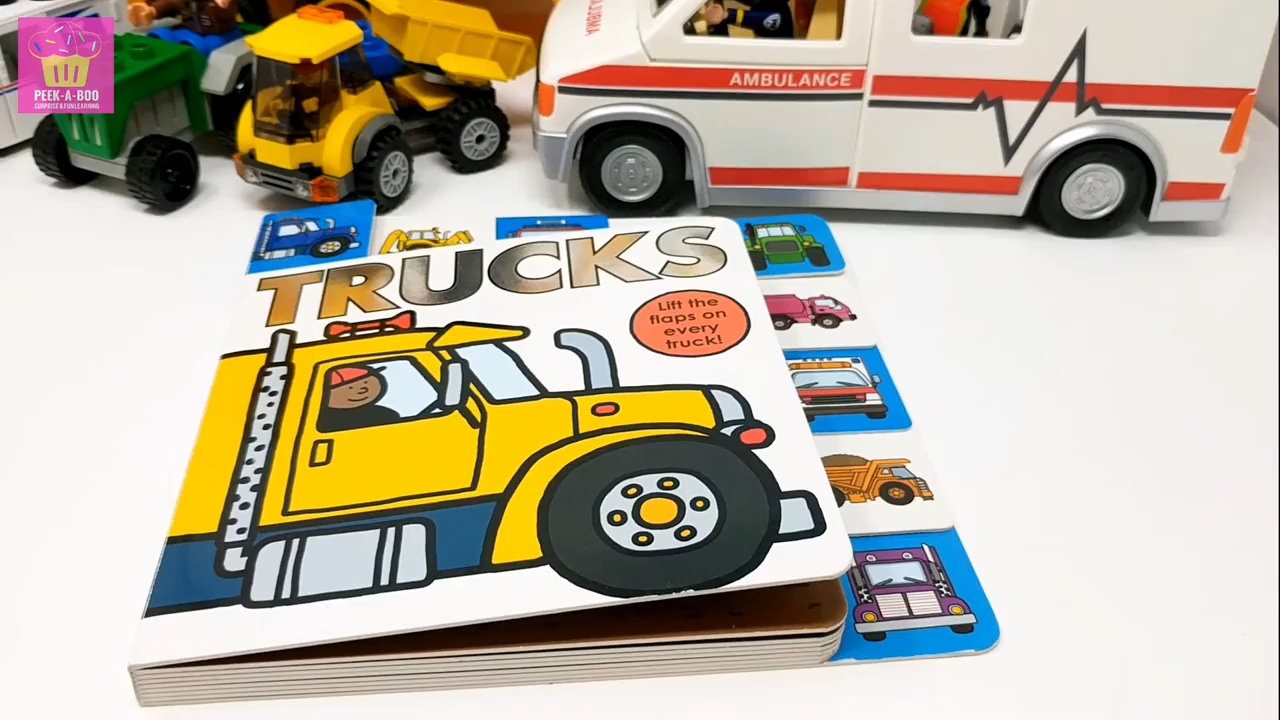 PEEK-A-BOO
SURPRISE & FUN LEARNING
AMBULANCE
TRUCKS
Lift the
flaps on
every
truck!